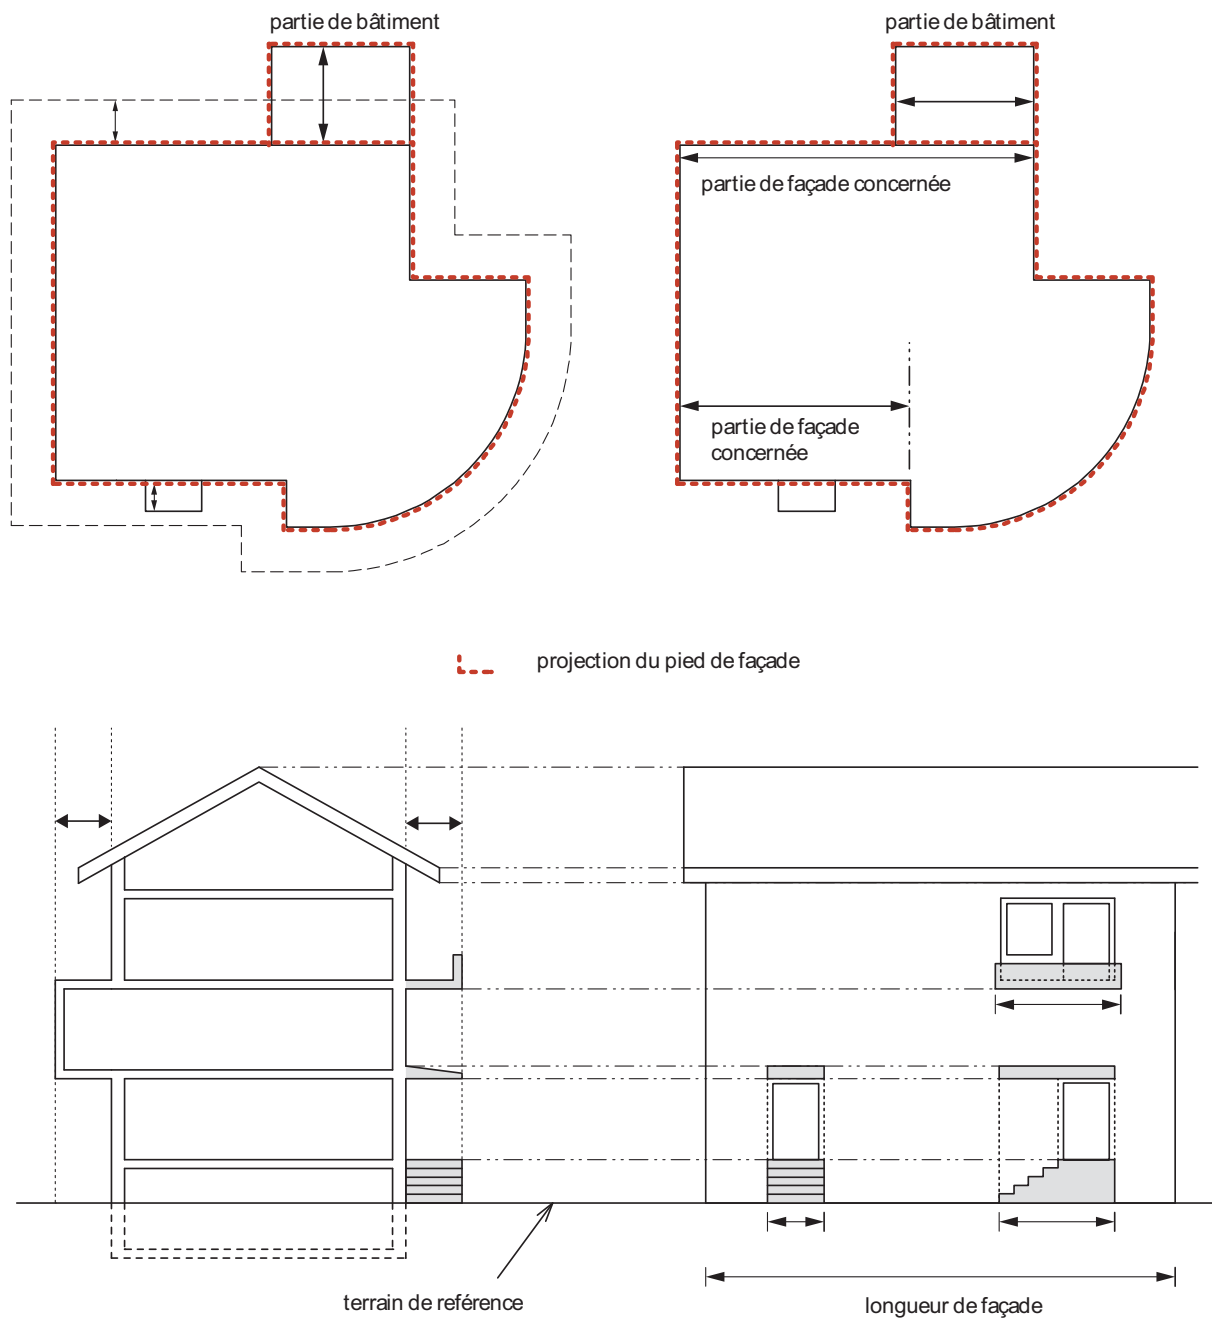 partie de bâtiment
partie de bâtiment
partie de façade concernée
partie de façade
concernée
projection du pied de façade
terrain de reférence
longueur de façade